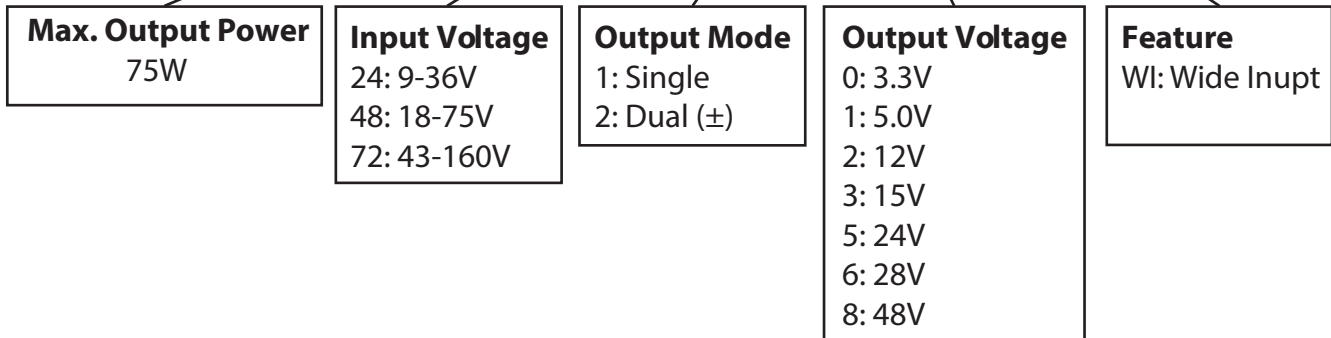 Max. Output Power
75W
Input Voltage
24: 9-36V
48: 18-75V
72: 43-160V
Output Mode
1: Single
2: Dual (±)
Output Voltage
0: 3.3V
1: 5.0V
2: 12V
3: 15V
5: 24V
6: 28V
8: 48V
Feature
WI: Wide Inupt